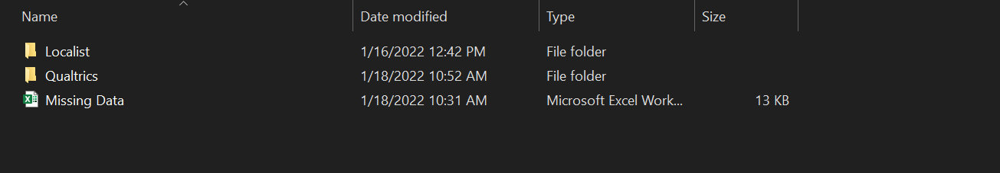 Name Date modified Type Size
Localist 1/16/2022 12:42 PM File folder
Qualtrics 1/18/2022 10:52 AM File folder
Missing Data 1/18/2022 10:31 AM Microsoft Excel Work... 13 KB